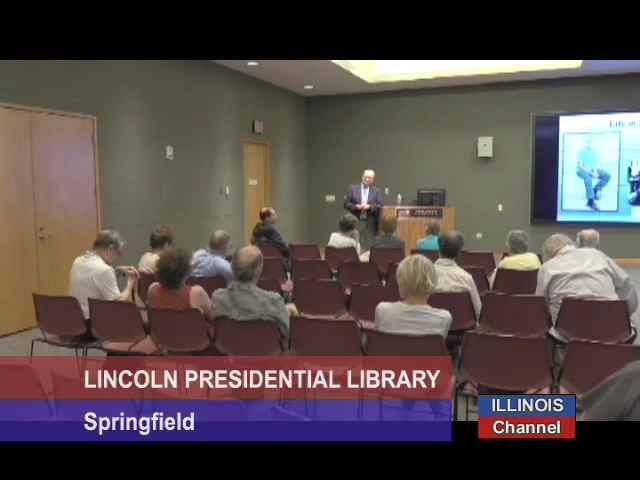 LINCOLN PRESIDENTIAL LIBRARY
Springfield
ILLINOIS
Channel